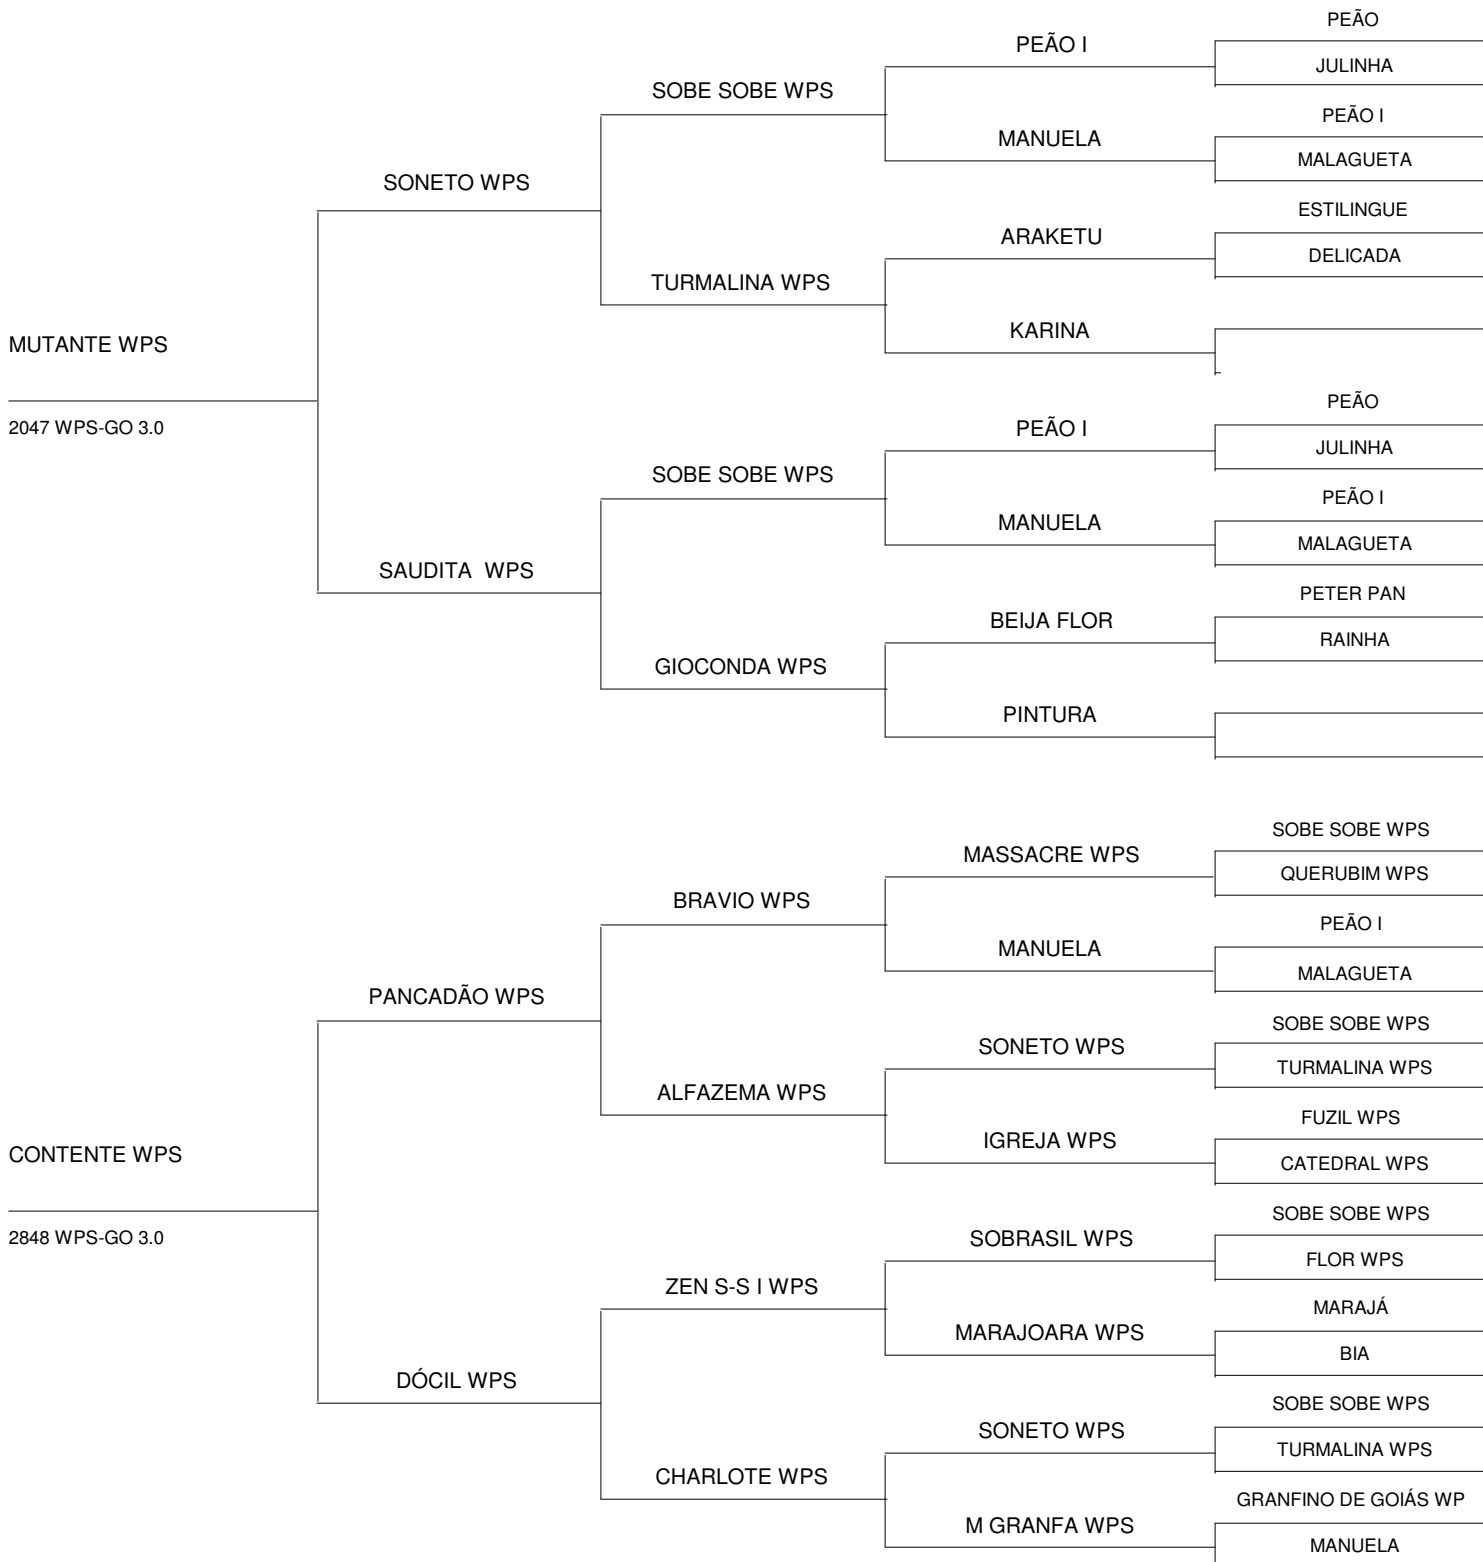 PEÃO
PEÃO I
JULINHA
SOBE SOBE WPS
PEÃO I
MANUELA
MALAGUETA
SONETO WPS
ESTILINGUE
ARAKETU
DELICADA
TURMALINA WPS
KARINA
MUTANTE WPS
PEÃO
2047 WPS-GO 3.0
PEÃO I
JULINHA
SOBE SOBE WPS
PEÃO I
MANUELA
MALAGUETA
SAUDITA  WPS
PETER PAN
BEIJA FLOR
RAINHA
GIOCONDA WPS
PINTURA
SOBE SOBE WPS
MASSACRE WPS
QUERUBIM WPS
BRAVIO WPS
PEÃO I
MANUELA
MALAGUETA
PANCADÃO WPS
SOBE SOBE WPS
SONETO WPS
TURMALINA WPS
ALFAZEMA WPS
FUZIL WPS
IGREJA WPS
CATEDRAL WPS
CONTENTE WPS
SOBE SOBE WPS
2848 WPS-GO 3.0
SOBRASIL WPS
FLOR WPS
ZEN S-S I WPS
MARAJÁ
MARAJOARA WPS
BIA
DÓCIL WPS
SOBE SOBE WPS
SONETO WPS
TURMALINA WPS
CHARLOTE WPS
GRANFINO DE GOIÁS WP
M GRANFA WPS
MANUELA